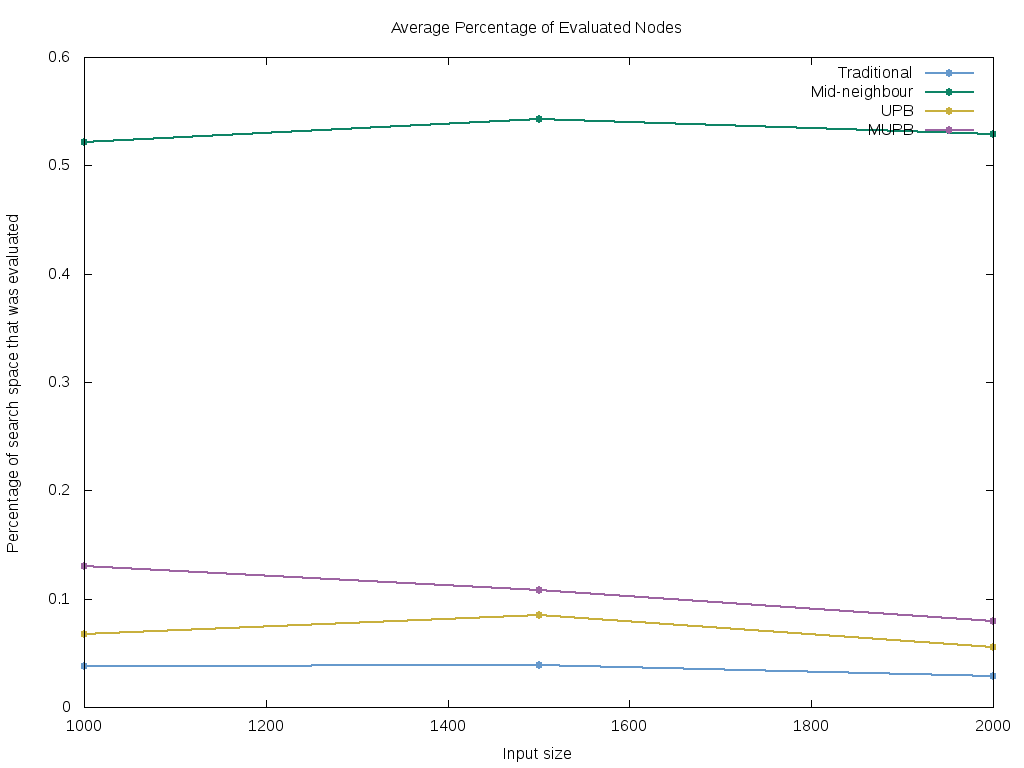 Average Percentage of Evaluated Nodes
Traditional
Mid-neighbour
UPB
MUPB
0.6
0.5
0.4
0.3
0.2
0.1
0
Percentage of search space that was evaluated
1000 1200 1400 1600 1800 2000
Input size